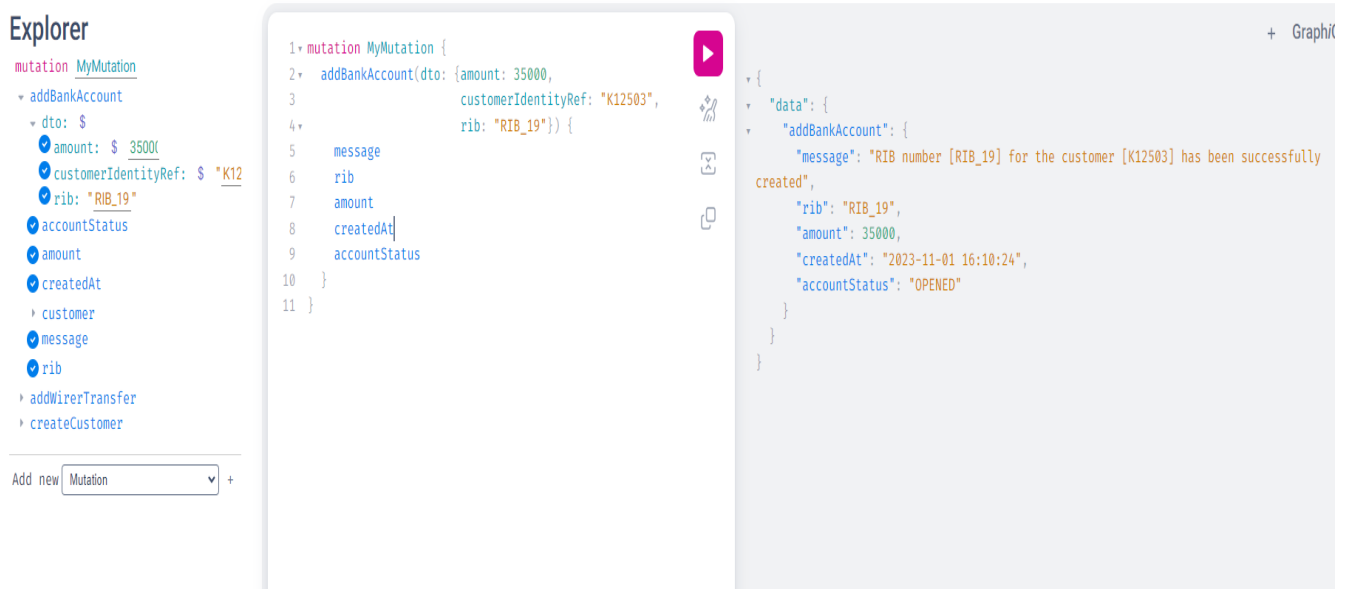 Explorer
mutation MyMutation
addBankAccount
dto: $
amount: $ 3500
customerIdentityRef: $ "K12
rib: "RIB_19"
accountStatus
amount
createdAt
customer
message
rib
addWirerTransfer
createCustomer
Add new Mutation +
1 mutation MyMutation {
2 addBankAccount(dto: {amount: 35000,
3 customerIdentityRef: "K12503",
4 rib: "RIB_19"}) {
5 message
6 rib
7 amount
8 createdAt
9 accountStatus
10 }
11 }
+ GraphiQ
{
"data": {
"addBankAccount": {
"message": "RIB number [RIB_19] for the customer [K12503] has been successfully
created",
"rib": "RIB_19",
"amount": 35000,
"createdAt": "2023-11-01 16:10:24",
"accountStatus": "OPENED"
}
}
}